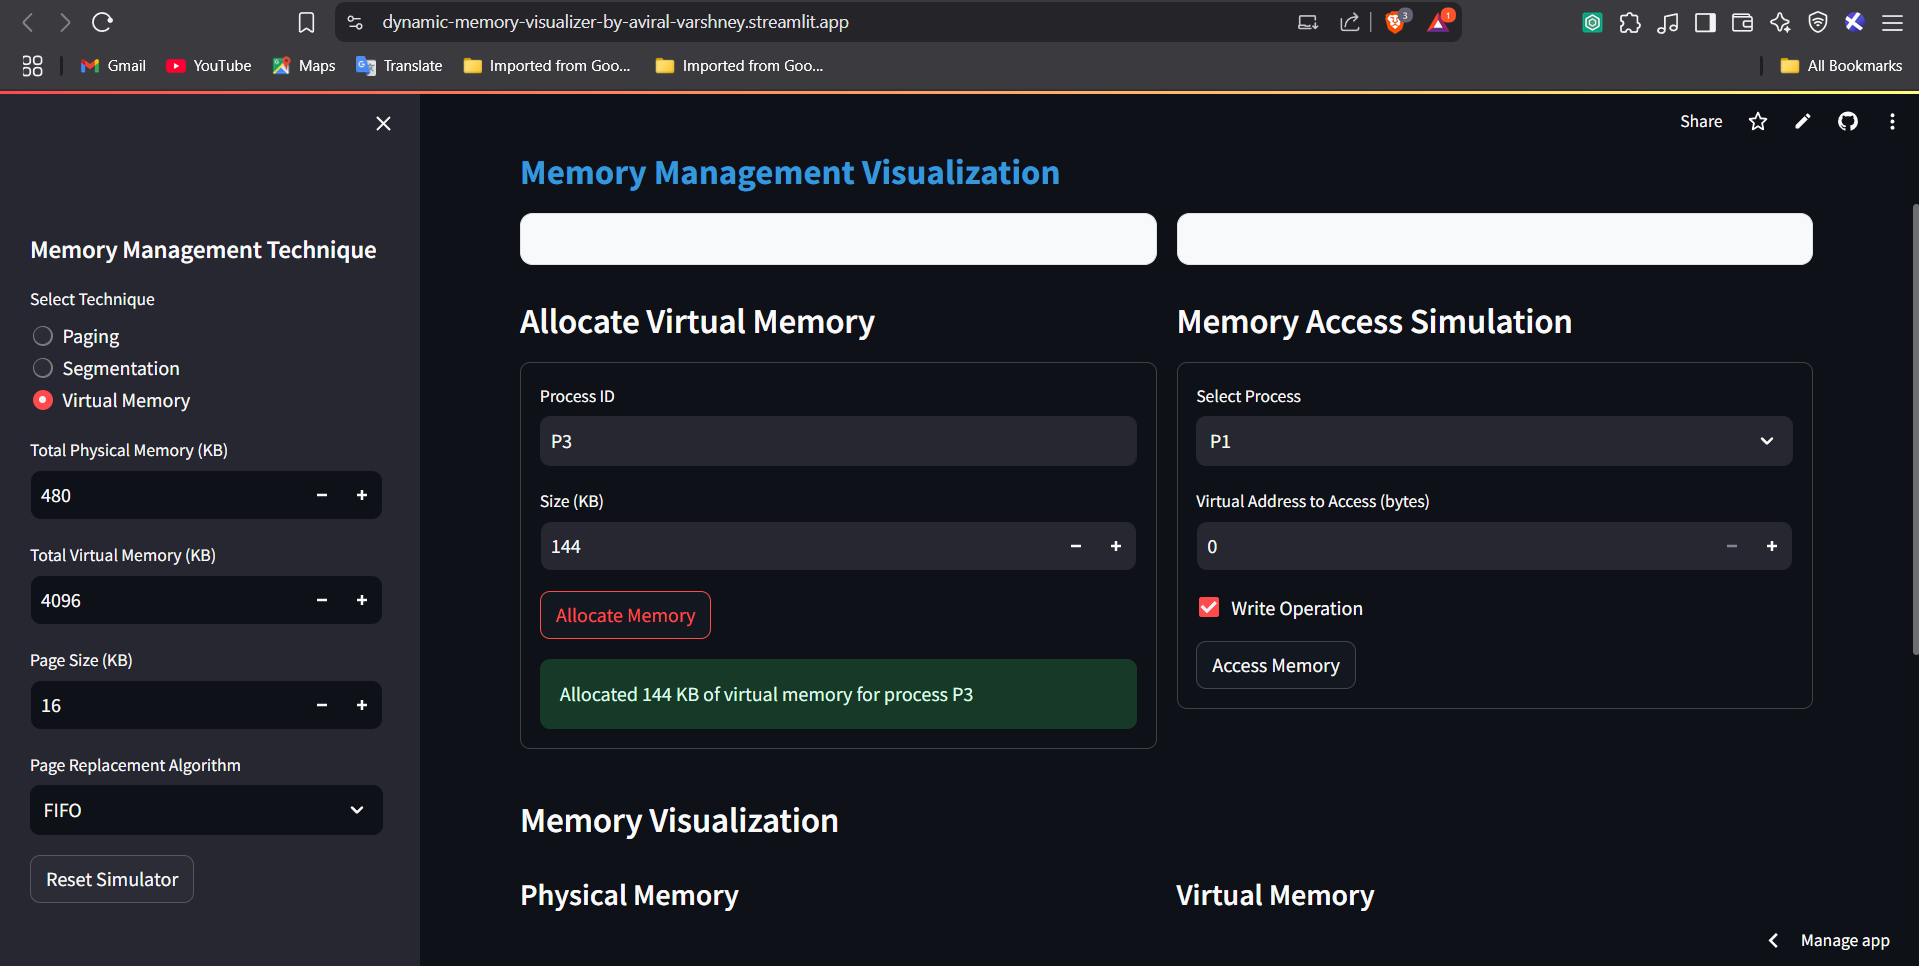 dynamic-memory-visualizer-by-aviral-varshney.streamlit.app
3
1
Gmail
YouTube
Maps
Translate
Imported from Goo...
Imported from Goo...
All Bookmarks
Share
Memory Management Technique
Select Technique
Paging
Segmentation
Virtual Memory
Total Physical Memory (KB)
480
Total Virtual Memory (KB)
4096
Page Size (KB)
16
Page Replacement Algorithm
FIFO
Reset Simulator
Memory Management Visualization
Allocate Virtual Memory
Process ID
P3
Size (KB)
144
Allocate Memory
Allocated 144 KB of virtual memory for process P3
Memory Access Simulation
Select Process
P1
Virtual Address to Access (bytes)
0
Write Operation
Access Memory
Memory Visualization
Physical Memory
Virtual Memory
Manage app